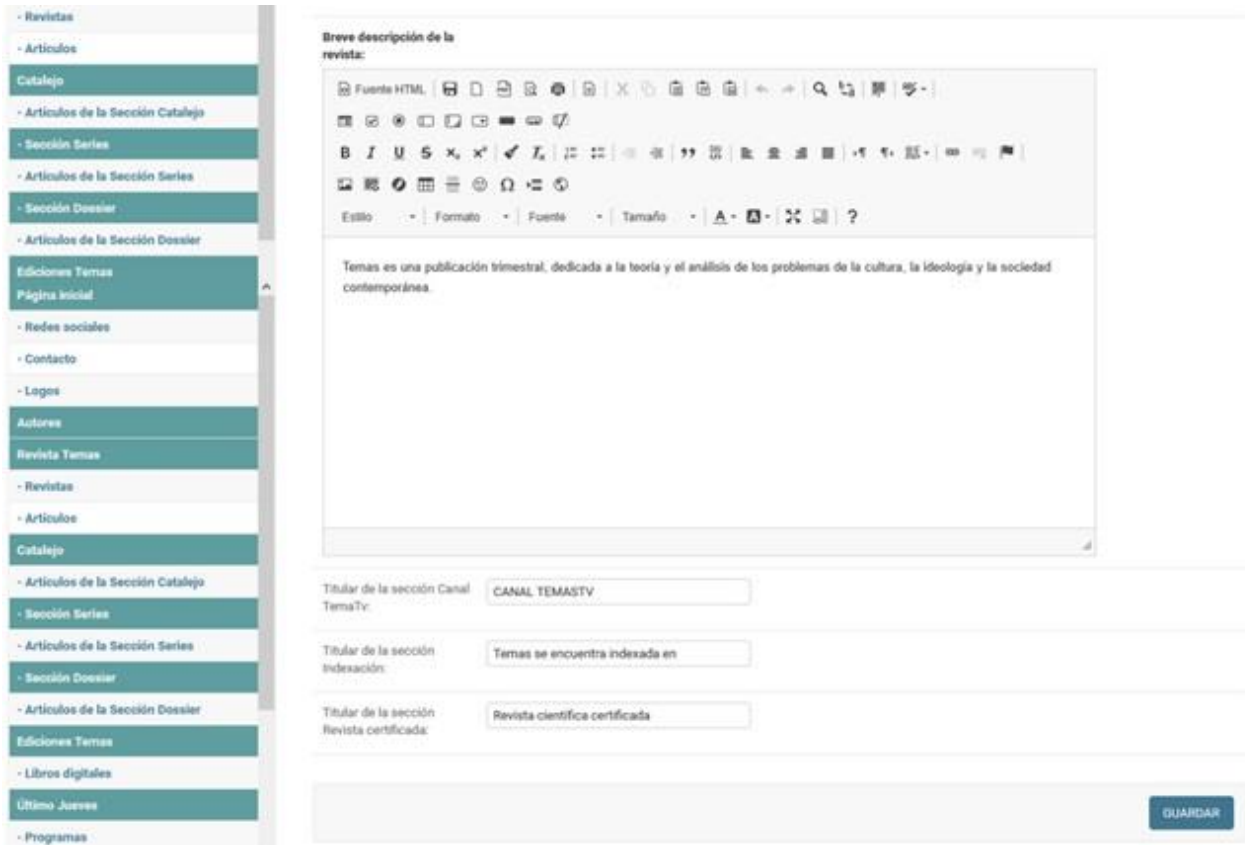 - Revistas
- Artículos
Catalejo
- Artículos de la Sección Catalejo
- Sección Series
- Artículos de la Sección Series
- Sección Dossier
- Artículos de la Sección Dossier
Ediciones Temas
Página inicial
- Redes sociales
- Contacto
- Logos
Autores
Revista Temas
- Revistas
- Artículos
Catalejo
- Artículos de la Sección Catalejo
- Sección Series
- Artículos de la Sección Series
- Sección Dossier
- Artículos de la Sección Dossier
Ediciones Temas
- Libros digitales
Último Jueves
- Programas
Breve descripción de la
revista:
Fuente HTML
B I U S x₂ x² Tx
Ω
Estilo Formato Fuente Tamaño A A ?
Temas es una publicación trimestral, dedicada a la teoría y el análisis de los problemas de la cultura, la ideología y la sociedad
contemporánea.
Titular de la sección Canal
TemaTv:
CANAL TEMASTV
Titular de la sección
Indexación:
Temas se encuentra indexada en
Titular de la sección
Revista certificada:
Revista científica certificada
GUARDAR